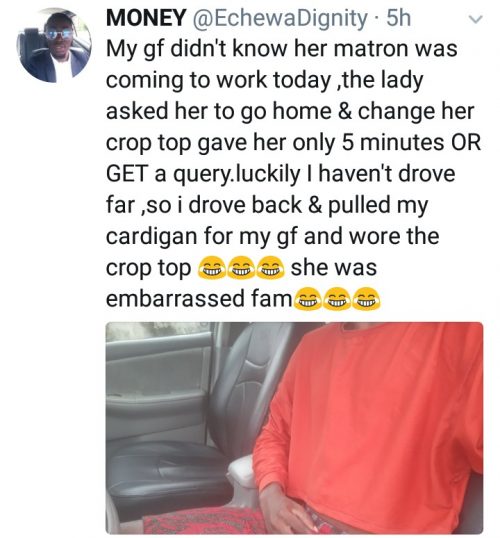 MONEY @EchewaDignity · 5h
My gf didn't know her matron was
coming to work today ,the lady
asked her to go home & change her
crop top gave her only 5 minutes OR
GET a query.luckily I haven't drove
far ,so i drove back & pulled my
cardigan for my gf and wore the
crop top 😂😂😂 she was
embarrassed fam😂😂😂